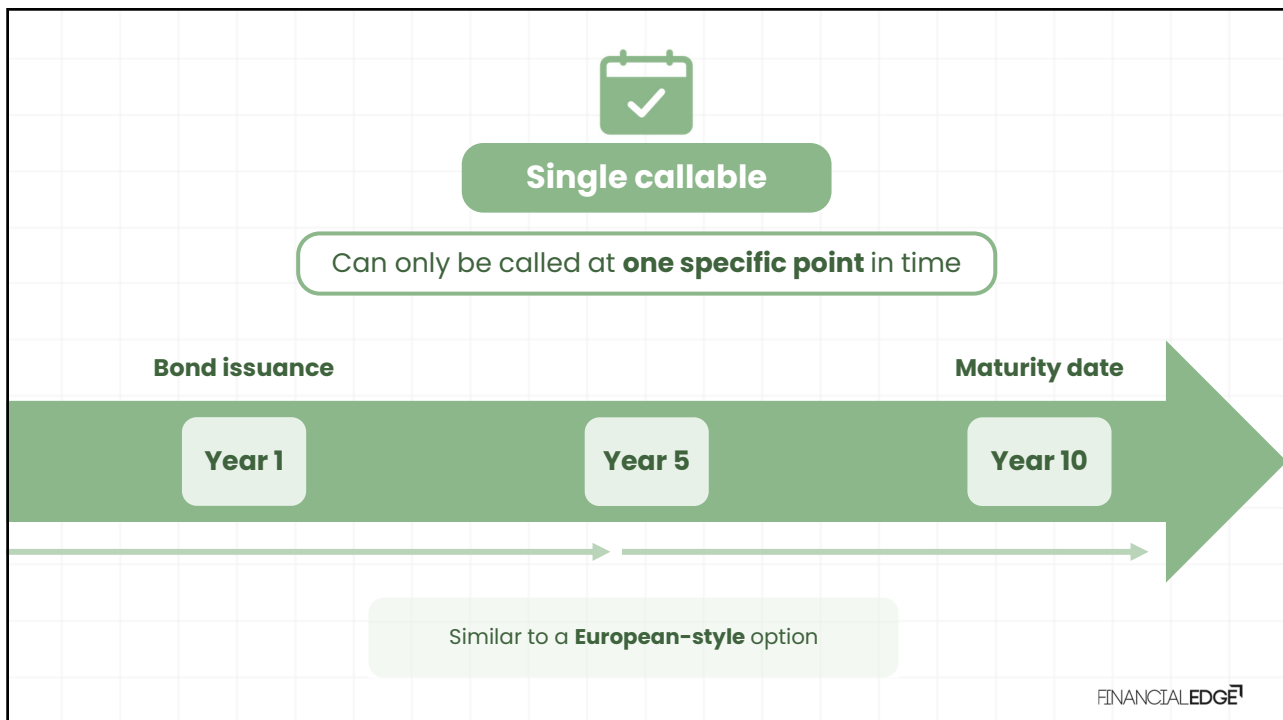 Single callable
Can only be called at one specific point in time
Bond issuance
Maturity date
Year 1
Year 5
Year 10
Similar to a European-style option
FINANCIALEDGE